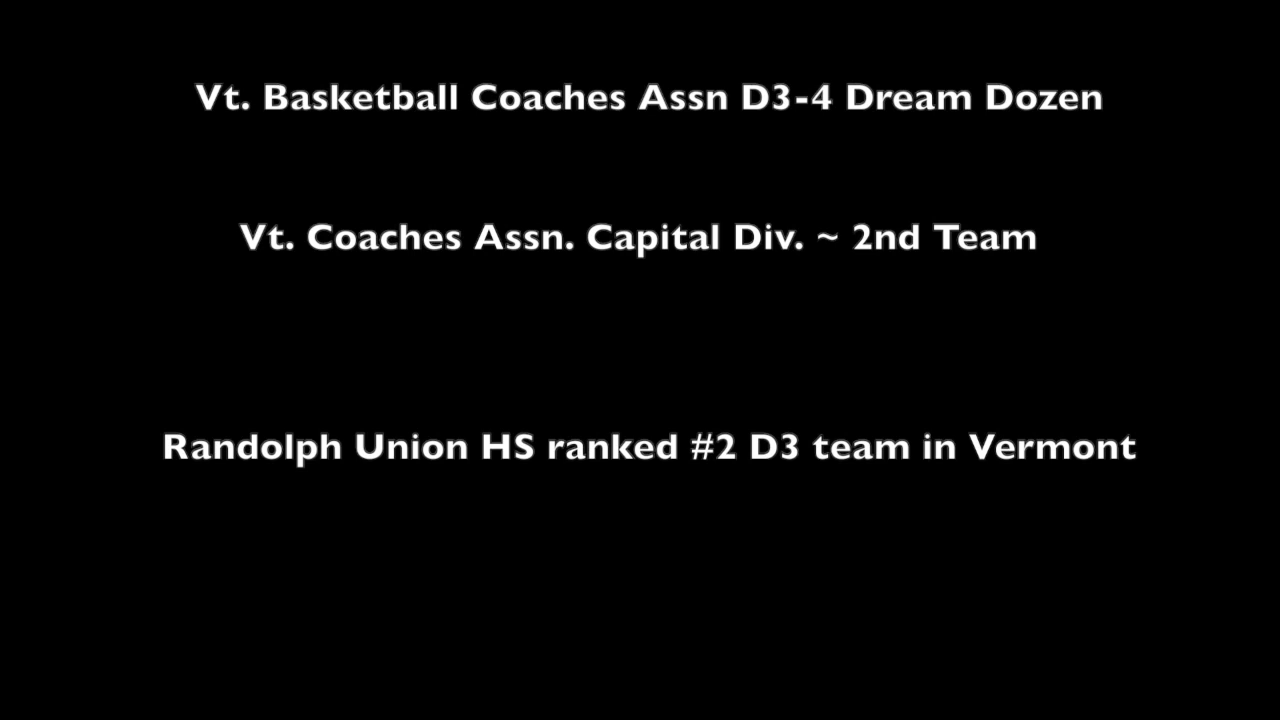 Vt. Basketball Coaches Assn D3-4 Dream Dozen
Vt. Coaches Assn. Capital Div. ~ 2nd Team
Randolph Union HS ranked #2 D3 team in Vermont